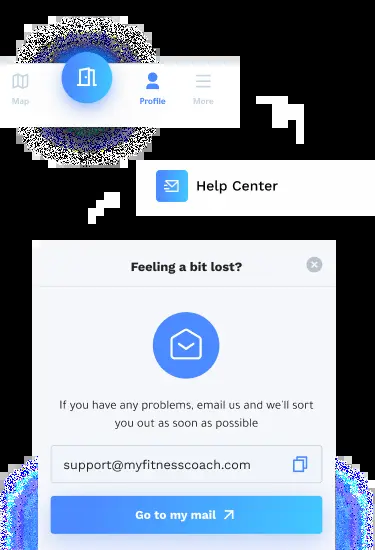 Map
Profile
More
Help Center
Feeling a bit lost?
If you have any problems, email us and we'll sort
you out as soon as possible
support@myfitnesscoach.com
Go to my mail